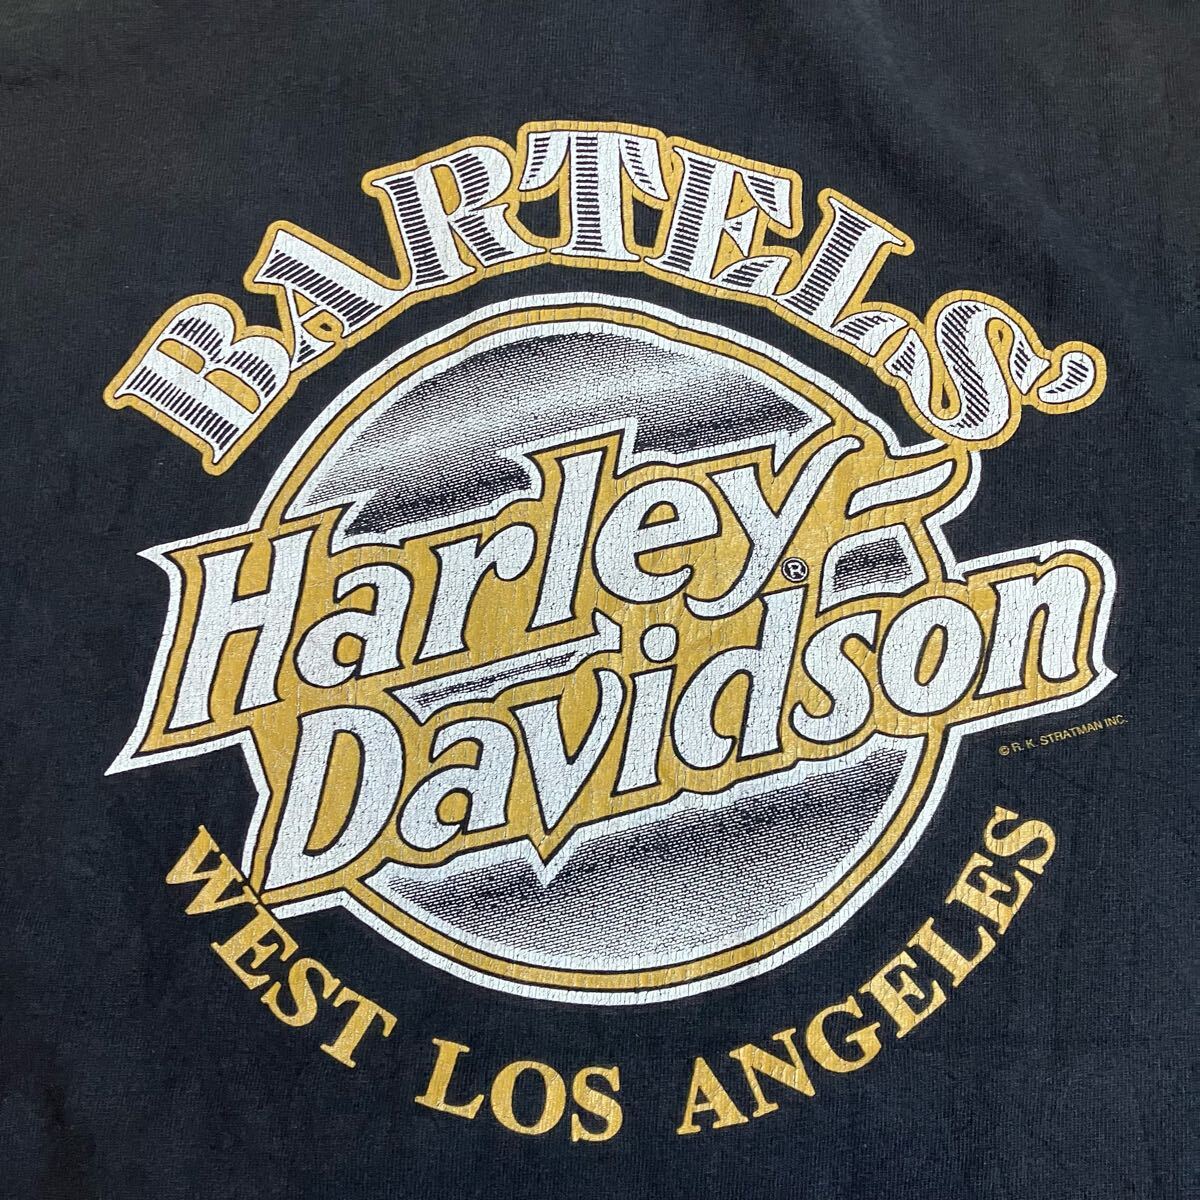 BARTELS'
Harley®
Davidson
© R. K. STRATMAN INC.
WEST LOS ANGELES